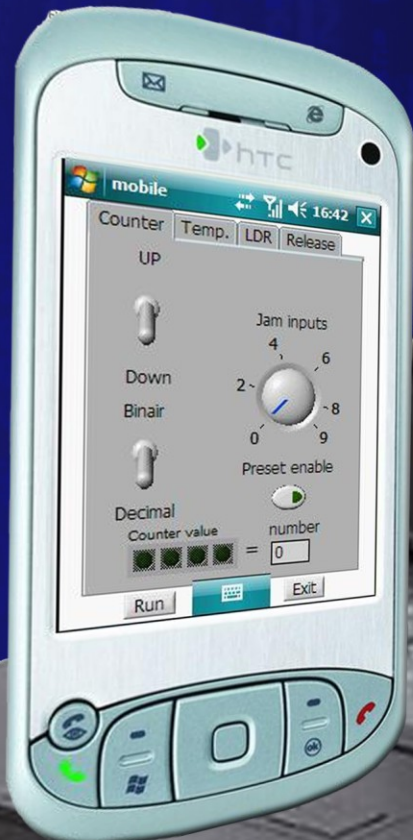 hTC
mobile 16:42
Counter Temp. LDR Release
UP
Down
Binair
Decimal
Jam inputs
4
6
2
8
0
9
Preset enable
Counter value
number
= 0
Run
Exit
ok